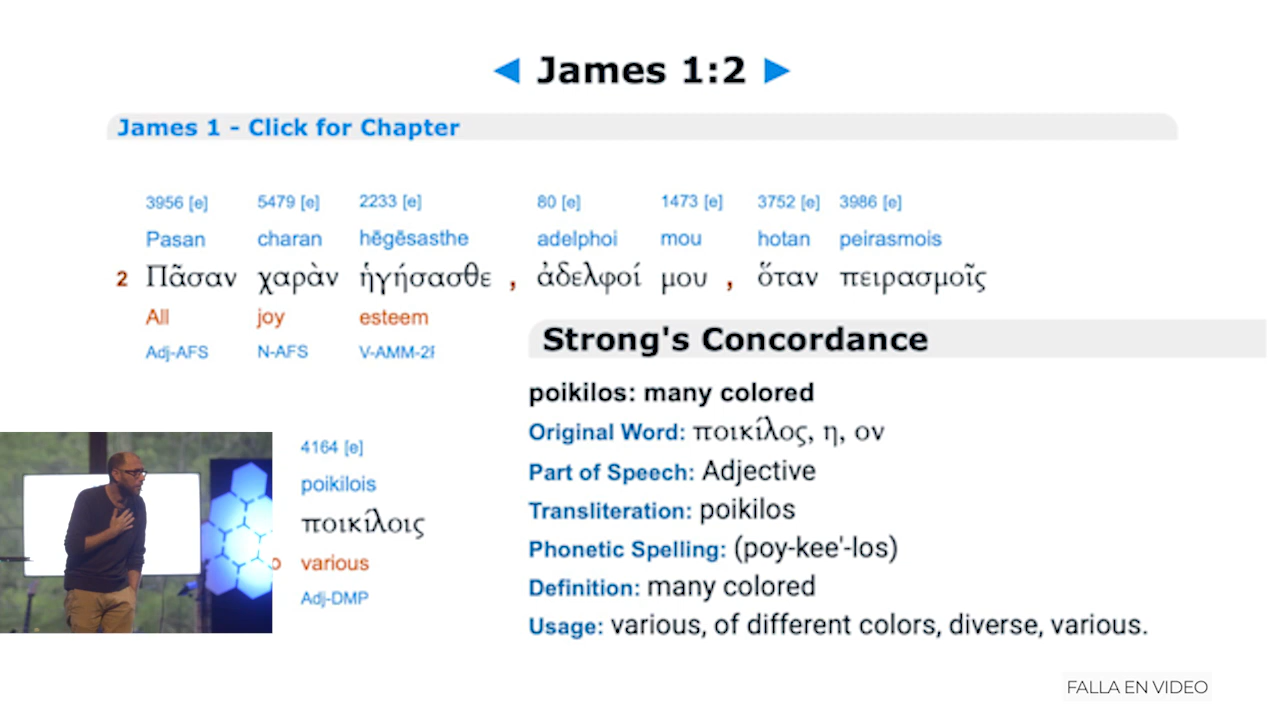 ◄ James 1:2 ►
James 1 - Click for Chapter
3956 [e] 5479 [e] 2233 [e] 80 [e] 1473 [e] 3752 [e] 3986 [e]
Pasan charan hēgēsasthe adelphoi mou hotan peirasmois
2 Πᾶσαν χαρὰν ἡγήσασθε , ἀδελφοί μου , ὅταν πειρασμοῖς
All joy esteem
Adj-AFS N-AFS
4164 [e]
poikilois
ποικίλοις
various
Adj-DMP
Strong's Concordance
poikilos: many colored
Original Word: ποικίλος, η, ον
Part of Speech: Adjective
Transliteration: poikilos
Phonetic Spelling: (poy-kee'-los)
Definition: many colored
Usage: various, of different colors, diverse, various.
FALLA EN VIDEO